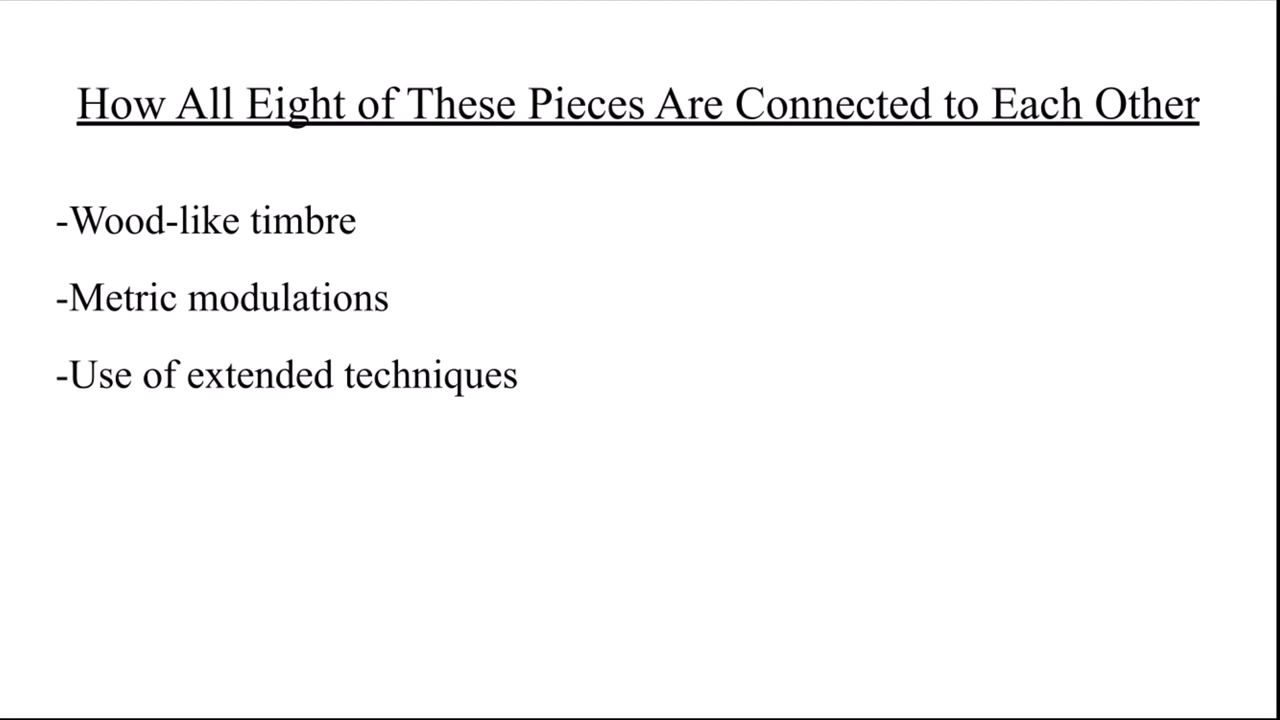 How All Eight of These Pieces Are Connected to Each Other
-Wood-like timbre
-Metric modulations
-Use of extended techniques